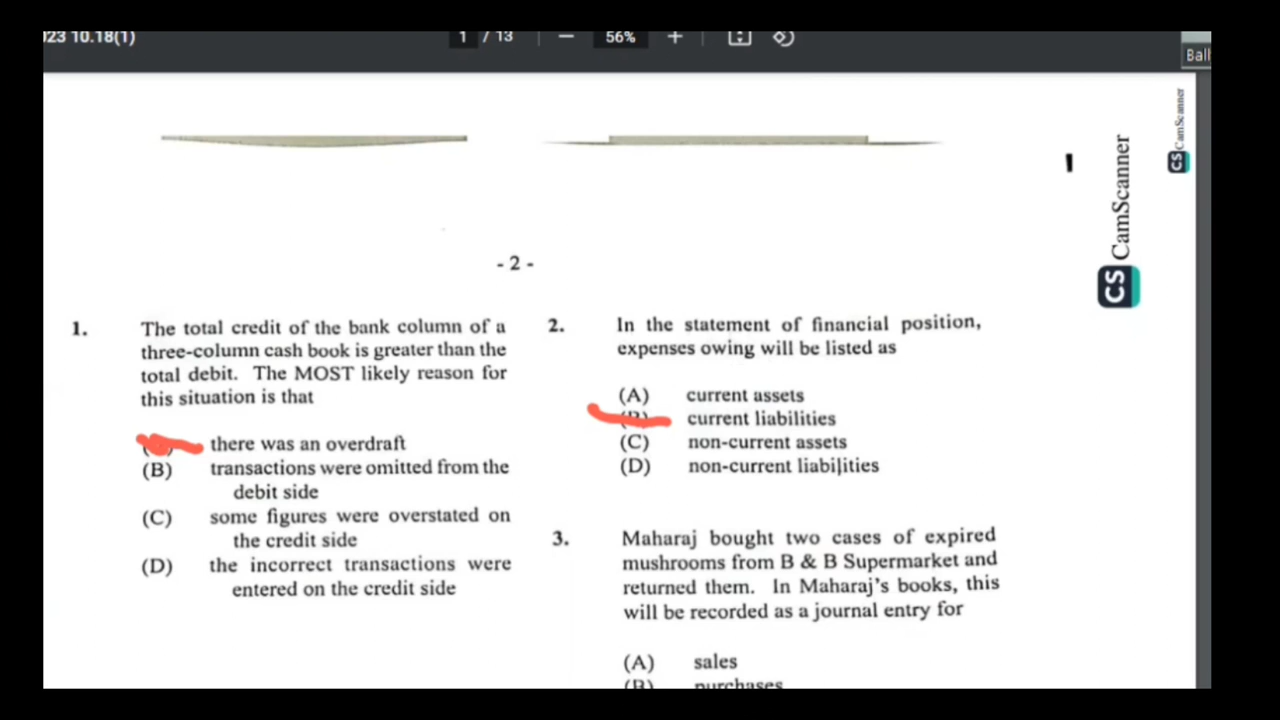 023 10.18(1)
1 / 13 — 56% +
Ball
CS CamScanner
CS CamScanner
- 2 -
1. The total credit of the bank column of a
three-column cash book is greater than the
total debit. The MOST likely reason for
this situation is that
there was an overdraft
(B) transactions were omitted from the
debit side
(C) some figures were overstated on
the credit side
(D) the incorrect transactions were
entered on the credit side
2. In the statement of financial position,
expenses owing will be listed as
(A) current assets
(B) current liabilities
(C) non-current assets
(D) non-current liabilities
3. Maharaj bought two cases of expired
mushrooms from B & B Supermarket and
returned them. In Maharaj's books, this
will be recorded as a journal entry for
(A) sales
(B) purchases